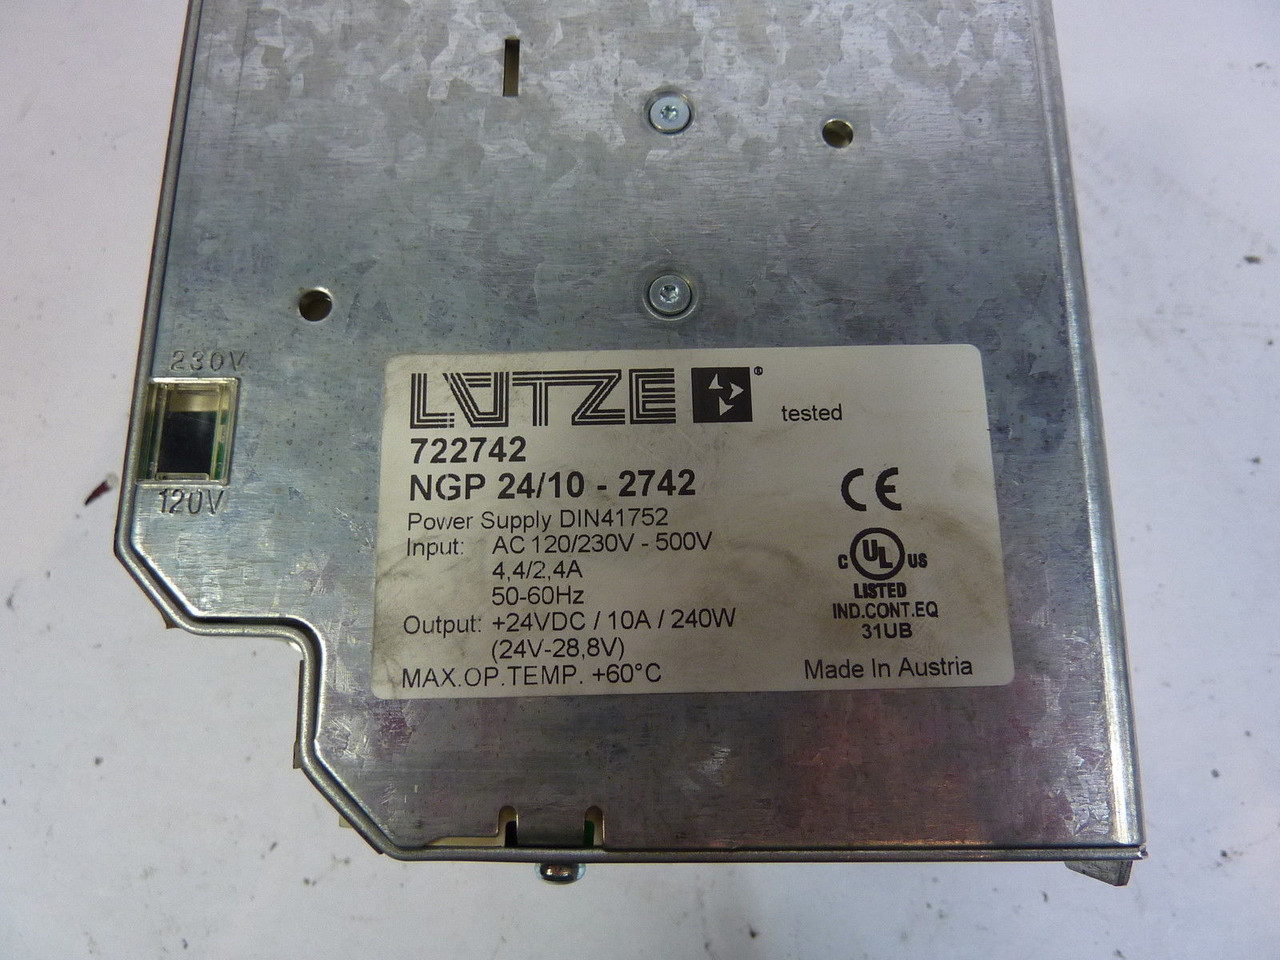 230V
120V
LÜTZE ® tested
722742
NGP 24/10 - 2742
Power Supply DIN41752
Input: AC 120/230V - 500V
4,4/2,4A
50-60Hz
Output: +24VDC / 10A / 240W
(24V-28,8V)
MAX.OP.TEMP. +60°C
CE
C UL US
LISTED
IND.CONT.EQ
31UB
Made In Austria